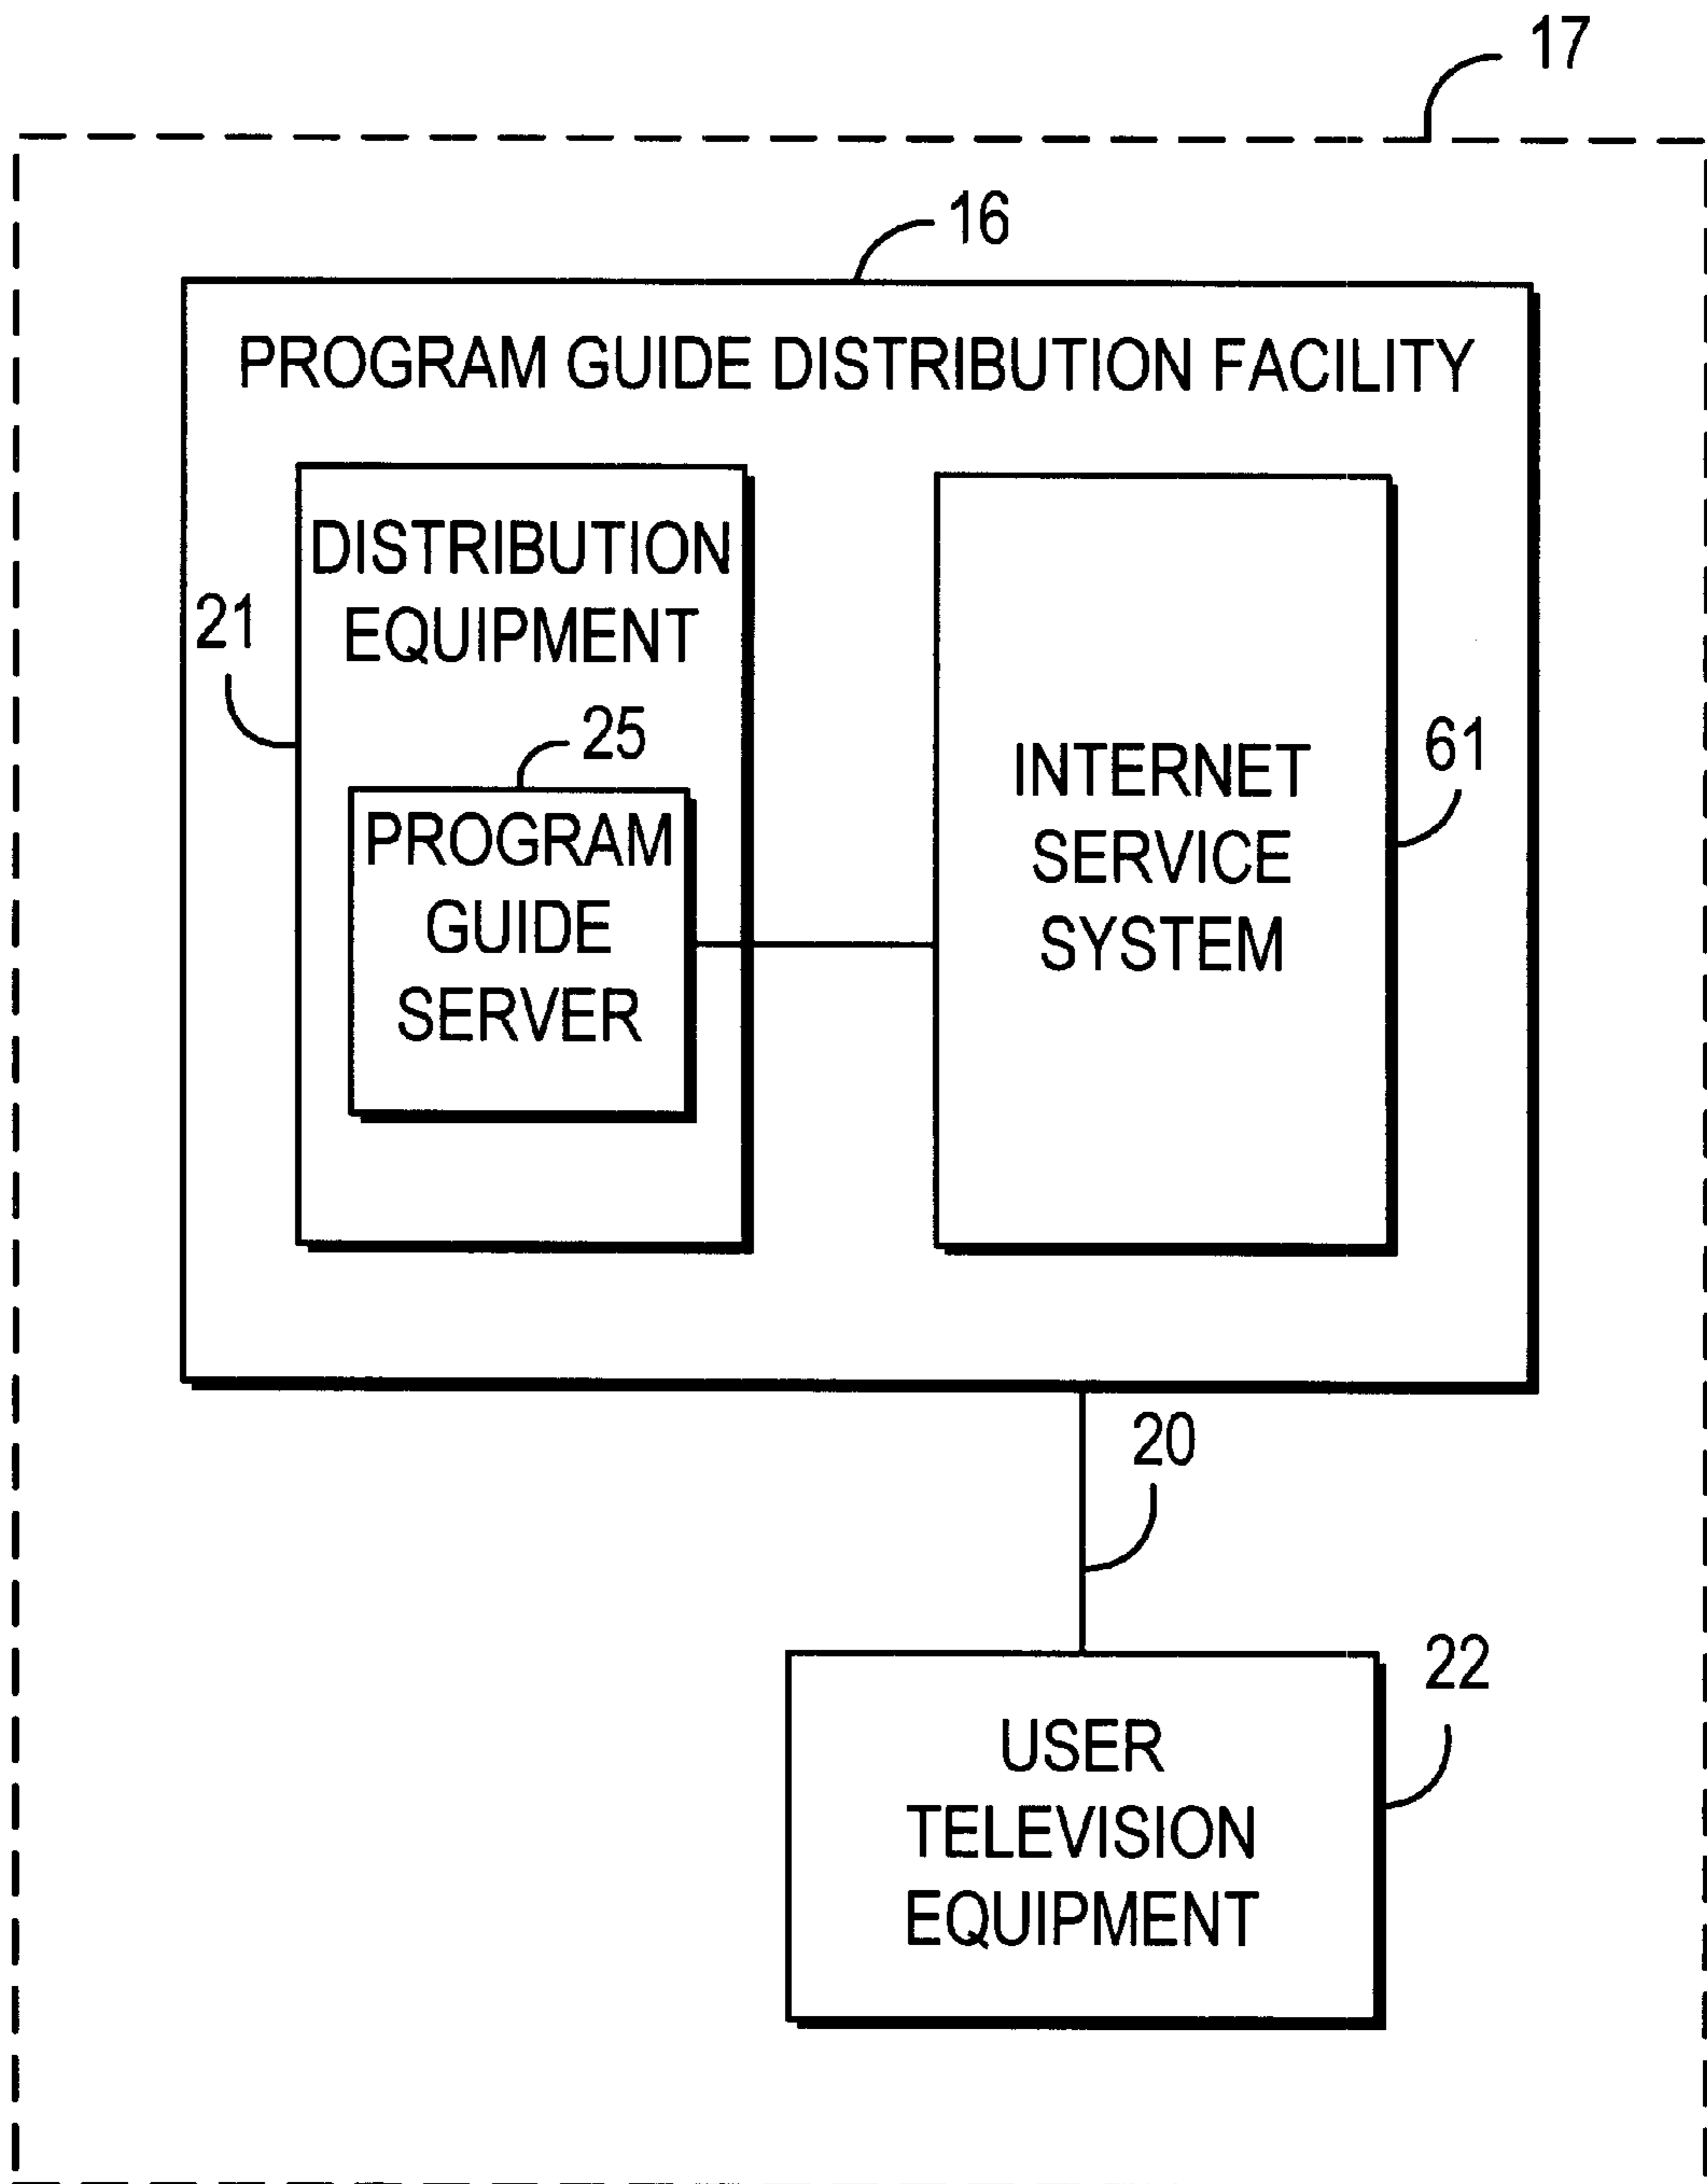 17
16
PROGRAM GUIDE DISTRIBUTION FACILITY
DISTRIBUTION
EQUIPMENT
21
25
PROGRAM
GUIDE
SERVER
INTERNET
SERVICE
SYSTEM
61
20
22
USER
TELEVISION
EQUIPMENT